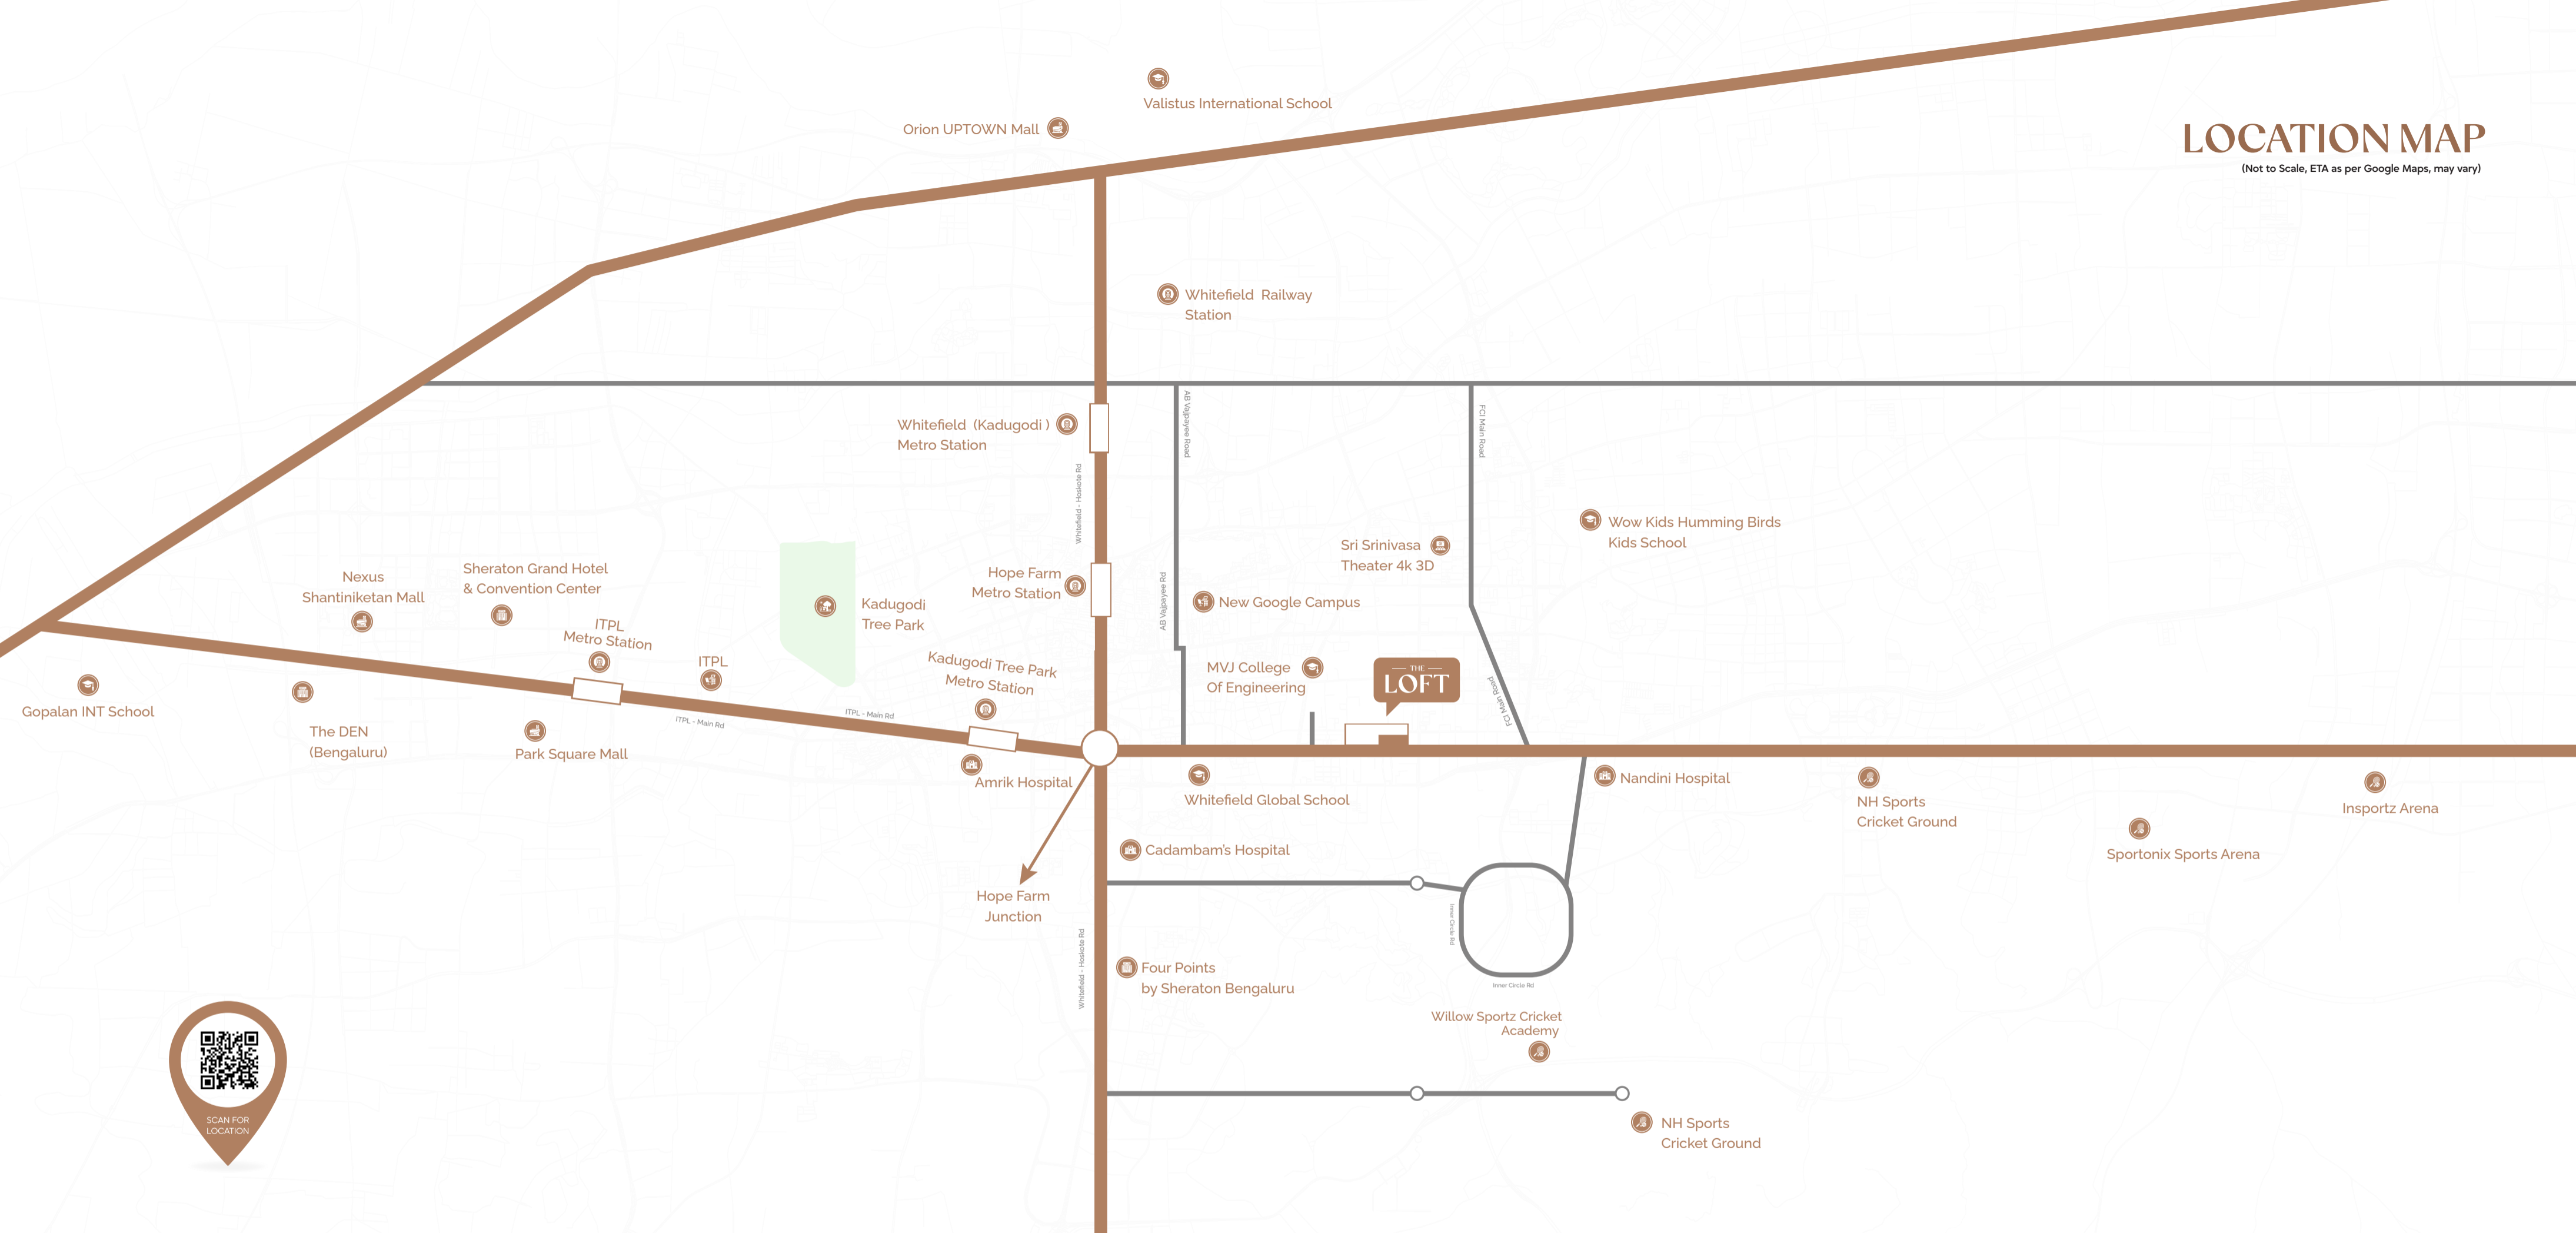 Valistus International School
Orion UPTOWN Mall
LOCATION MAP
(Not to Scale, ETA as per Google Maps, may vary)
Whitefield Railway
Station
AB Vajpayee Road
FCI Main Road
Whitefield (Kadugodi )
Metro Station
Whitefield - Hoskote Rd
Wow Kids Humming Birds
Kids School
Sri Srinivasa
Theater 4k 3D
Nexus
Shantiniketan Mall
Sheraton Grand Hotel
& Convention Center
Hope Farm
Metro Station
AB Vajpayee Rd
New Google Campus
Kadugodi
Tree Park
ITPL
Metro Station
ITPL
Kadugodi Tree Park
Metro Station
MVJ College
Of Engineering
THE
LOFT
FCI Main Road
Gopalan INT School
ITPL - Main Rd
ITPL - Main Rd
The DEN
(Bengaluru)
Park Square Mall
Amrik Hospital
Whitefield Global School
Nandini Hospital
NH Sports
Cricket Ground
Insportz Arena
Sportonix Sports Arena
Cadambam's Hospital
Hope Farm
Junction
Inner Circle Rd
Whitefield - Hoskote Rd
Four Points
by Sheraton Bengaluru
Inner Circle Rd
Willow Sportz Cricket
Academy
SCAN FOR
LOCATION
NH Sports
Cricket Ground